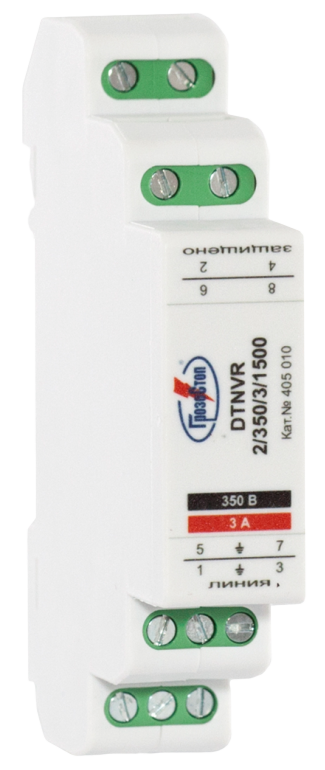 защищено
2 4
6 8
ГрозоСтоп
DTNVR
2/350/3/1500
Кат.№ 405 010
350 В
3 А
5 ⏚ 7
1 ⏚ 3
линия